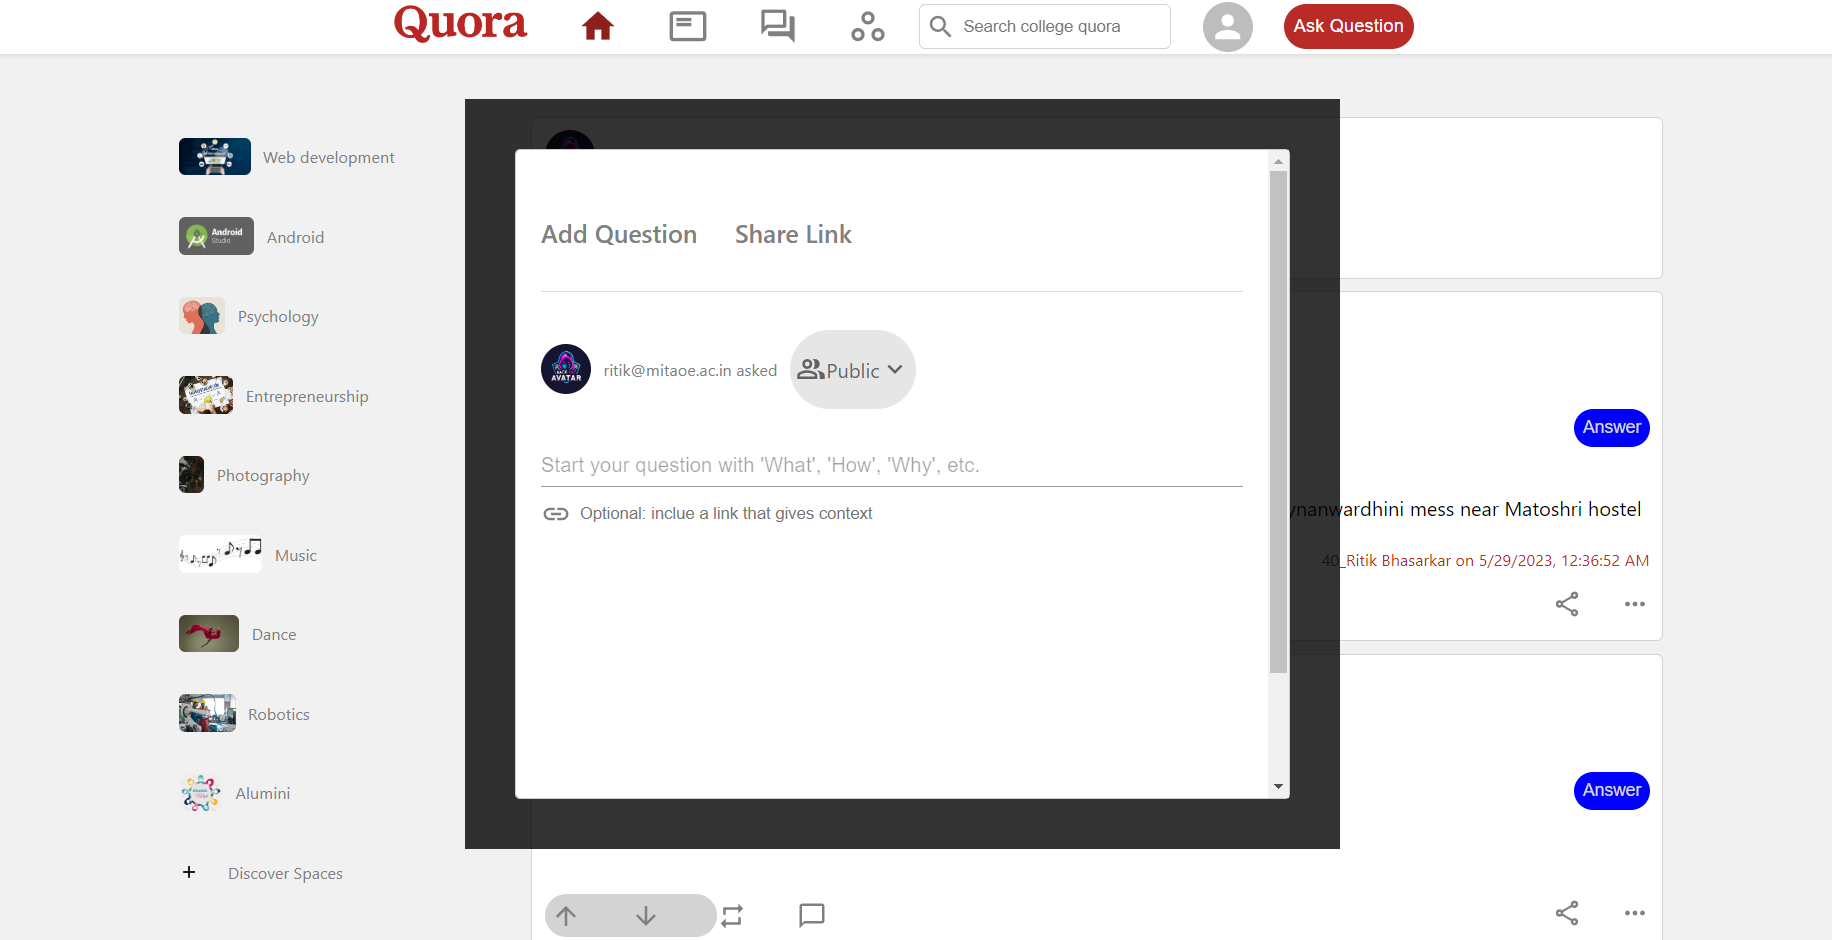 Quora
Search college quora
Ask Question
Web development
Android Studio
Android
Psychology
Entrepreneurship
Photography
Music
Dance
Robotics
Alumini
Discover Spaces
Add Question Share Link
AVATAR
ritik@mitaoe.ac.in asked
Public
Start your question with 'What', 'How', 'Why', etc.
Optional: inclue a link that gives context
Answer
mess near Matoshri hostel
40_Ritik Bhasarkar on 5/29/2023, 12:36:52 AM
Answer